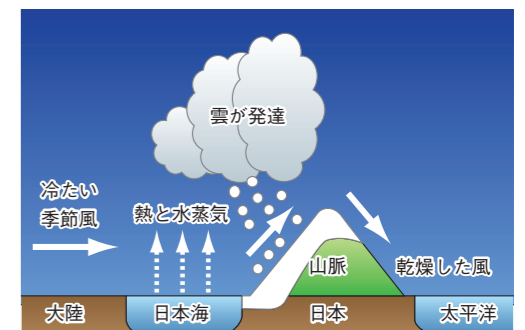 雲が発達
冷たい
季節風
熱と水蒸気
山脈
乾燥した風
大陸
日本海
日本
太平洋